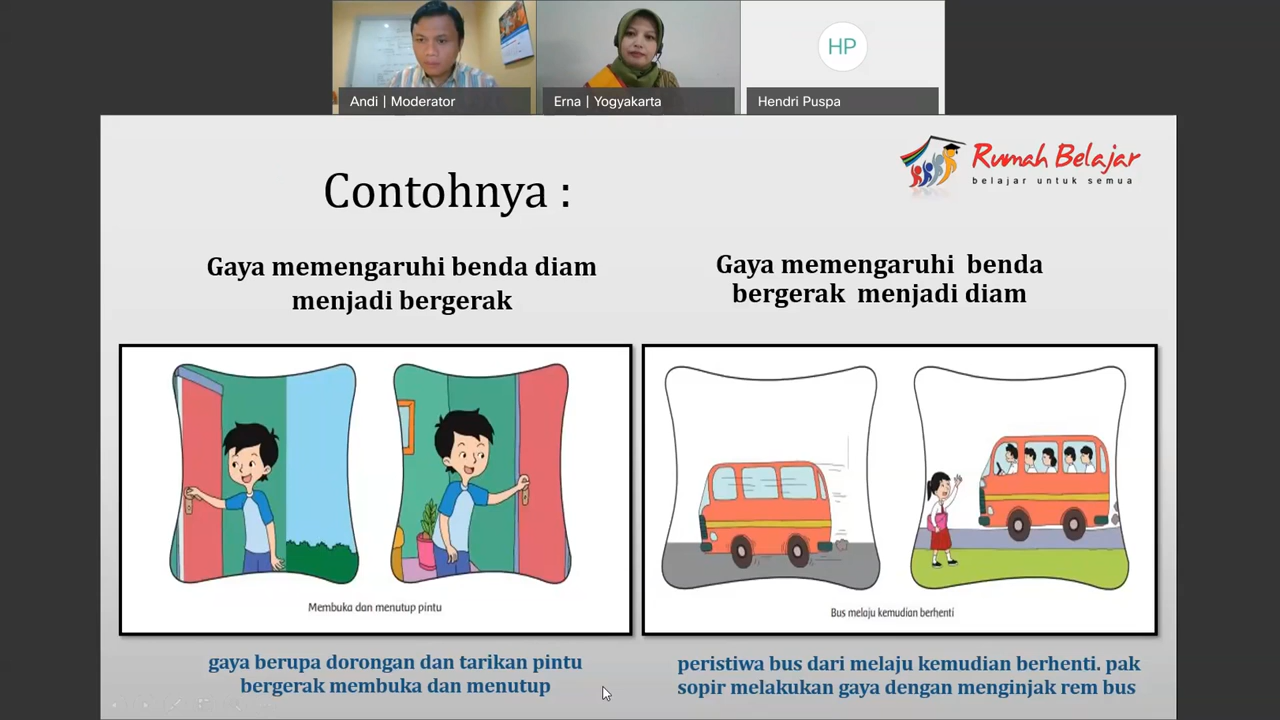 Andi | Moderator
Erna | Yogyakarta
HP
Hendri Puspa
Rumah Belajar
belajar untuk semua
Contohnya :
Gaya memengaruhi benda diam
menjadi bergerak
Gaya memengaruhi benda
bergerak menjadi diam
Membuka dan menutup pintu
Bus melaju kemudian berhenti
gaya berupa dorongan dan tarikan pintu
bergerak membuka dan menutup
peristiwa bus dari melaju kemudian berhenti. pak
sopir melakukan gaya dengan menginjak rem bus